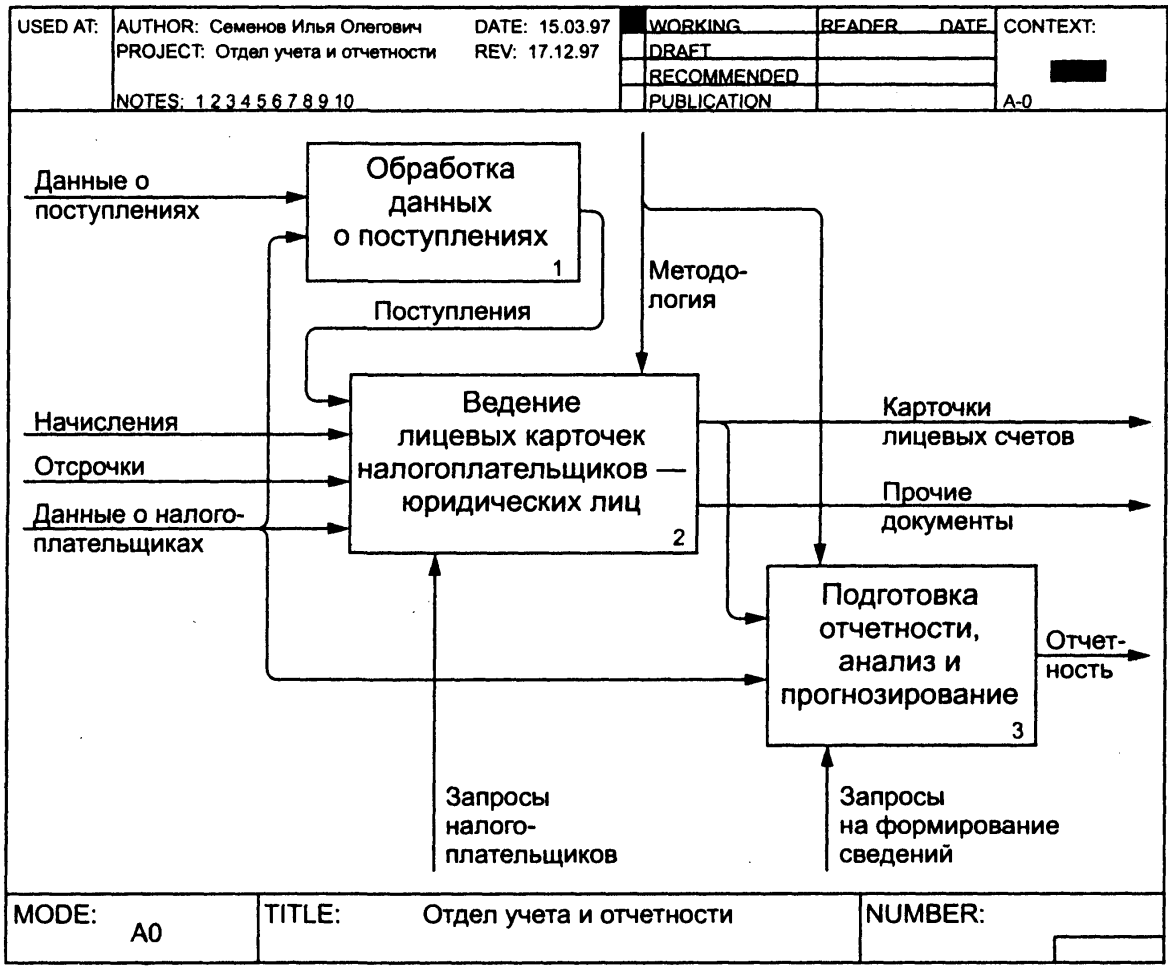 USED AT:
AUTHOR: Семенов Илья Олегович
DATE: 15.03.97
PROJECT: Отдел учета и отчетности
REV: 17.12.97
NOTES: 1 2 3 4 5 6 7 8 9 10
WORKING
DRAFT
RECOMMENDED
PUBLICATION
READER
DATE
CONTEXT:
A-0
Данные о
поступлениях
Обработка
данных
о поступлениях
1
Методо-
логия
Поступления
Начисления
Отсрочки
Данные о налого-
плательщиках
Ведение
лицевых карточек
налогоплательщиков —
юридических лиц
2
Карточки
лицевых счетов
Прочие
документы
Подготовка
отчетности,
анализ и
прогнозирование
3
Отчет-
ность
Запросы
налого-
плательщиков
Запросы
на формирование
сведений
MODE:
A0
TITLE:
Отдел учета и отчетности
NUMBER: